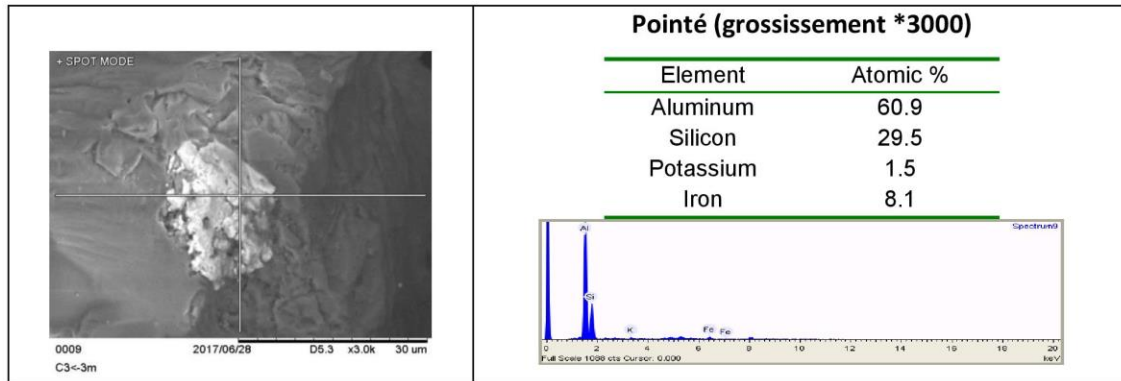 + SPOT MODE
0009 2017/06/28 D5.3 x3.0k 30 um
C3<-3m
Pointé (grossissement *3000)
Element Atomic %
Aluminum 60.9
Silicon 29.5
Potassium 1.5
Iron 8.1
Spectrum9
Al
Si
K Fe Fe
0 2 4 6 8 10 12 14 16 18 20
Full Scale 1086 cts Cursor: 0.000 keV